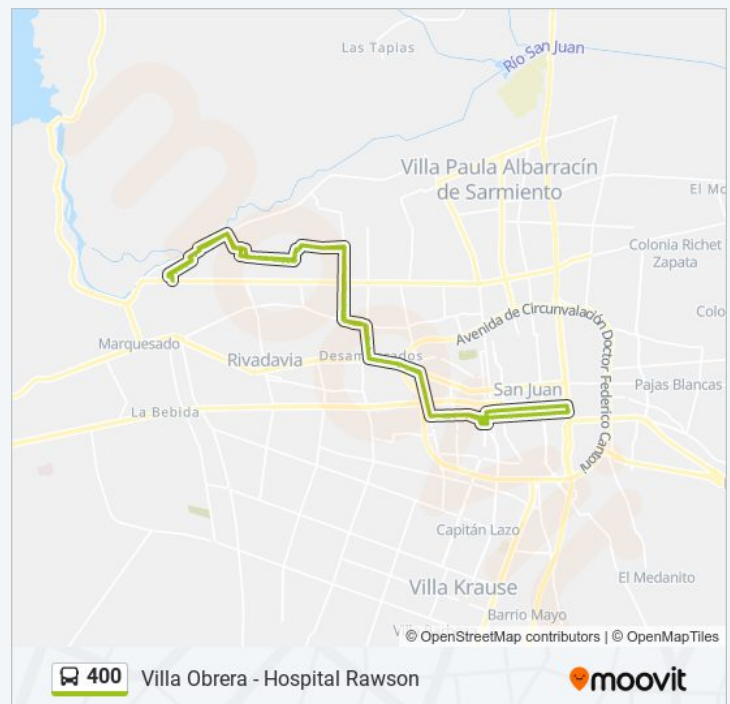 Las Tapias
Río San Juan
Villa Paula Albarracín
de Sarmiento
El Mo
Colonia Richet
Zapata
Colo
Avenida de Circunvalación Doctor Federico Cantoni
Marquesado
Rivadavia
Desamparados
San Juan
Pajas Blancas
La Bebida
Capitán Lazo
El Medanito
Villa Krause
Barrio Mayo
© OpenStreetMap contributors | © OpenMapTiles
400
Villa Obrera - Hospital Rawson
moovit